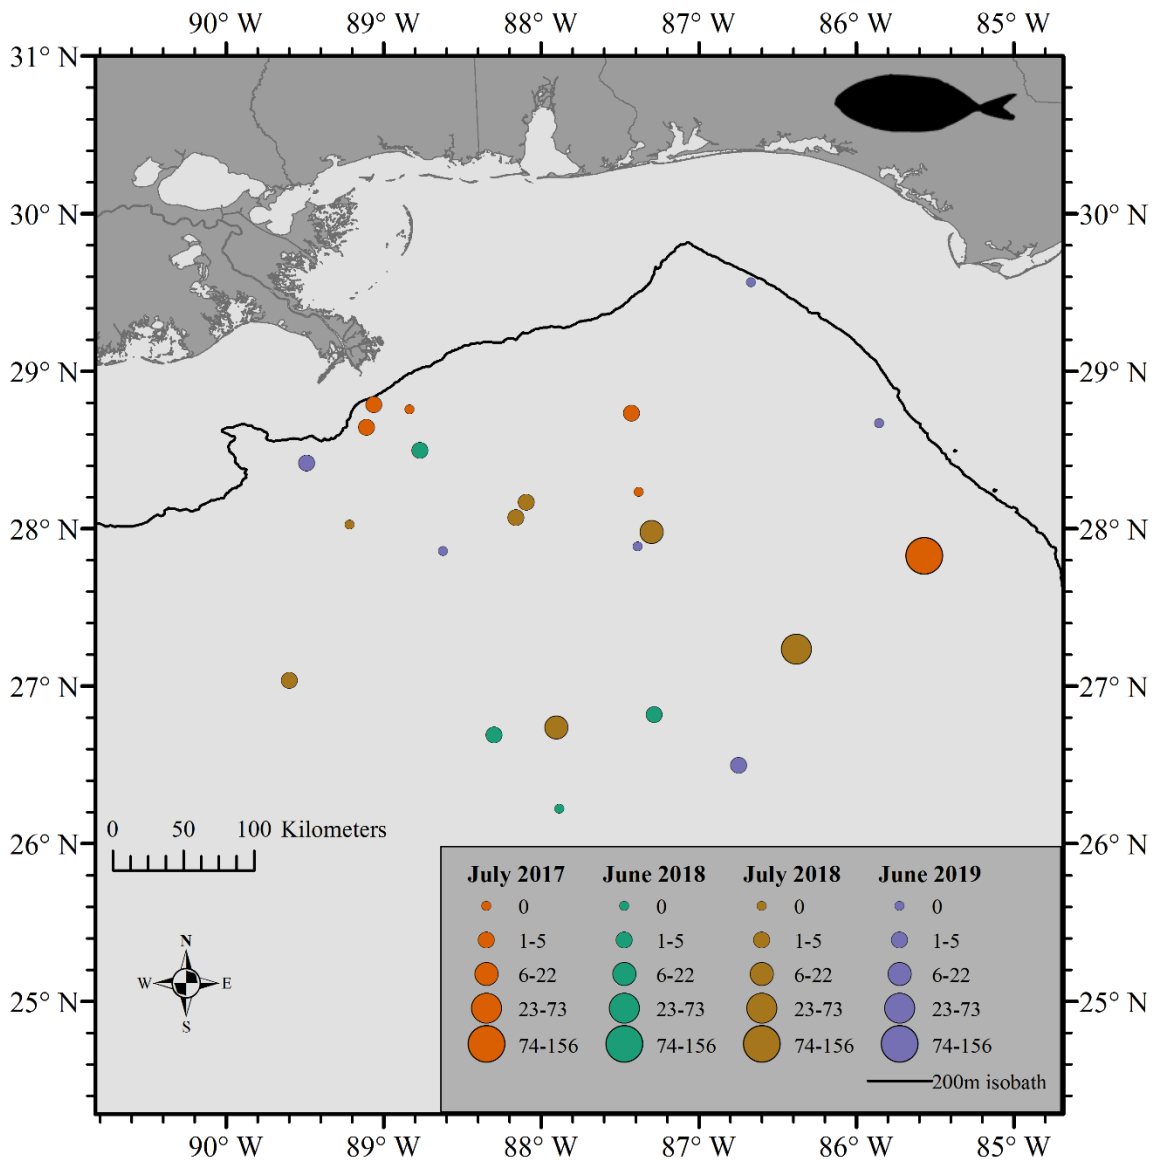 90° W 89° W 88° W 87° W 86° W 85° W
31° N 31° N
30° N 30° N
29° N 29° N
28° N 28° N
27° N 27° N
26° N 26° N
25° N 25° N
0 50 100 Kilometers
N
W E
S
July 2017 June 2018 July 2018 June 2019
0 0 0 0
1-5 1-5 1-5 1-5
6-22 6-22 6-22 6-22
23-73 23-73 23-73 23-73
74-156 74-156 74-156 74-156
200m isobath
90° W 89° W 88° W 87° W 86° W 85° W